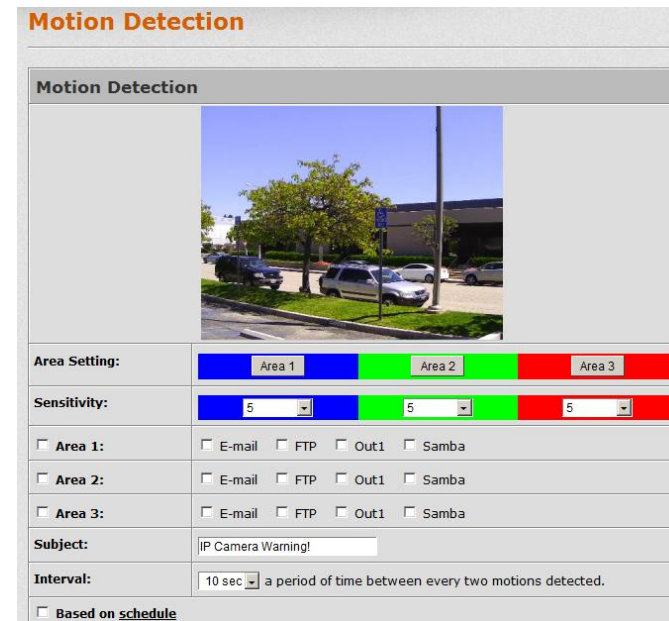 Motion Detection
Motion Detection
Area Setting: Area 1 Area 2 Area 3
Sensitivity: 5 5 5
Area 1: E-mail FTP Out1 Samba
Area 2: E-mail FTP Out1 Samba
Area 3: E-mail FTP Out1 Samba
Subject: IP Camera Warning!
Interval: 10 sec a period of time between every two motions detected.
Based on schedule